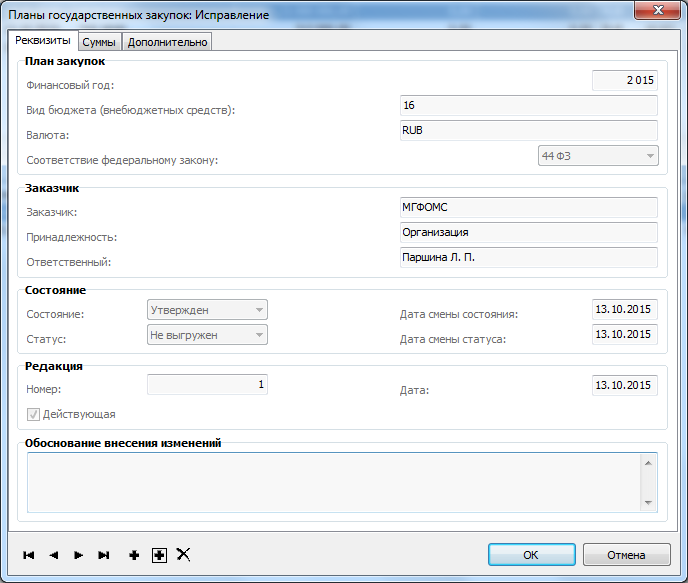 Планы государственных закупок: Исправление
Реквизиты Суммы Дополнительно
План закупок
Финансовый год: 2 015
Вид бюджета (внебюджетных средств): 16
Валюта: RUB
Соответствие федеральному закону: 44 ФЗ
Заказчик
Заказчик: МГФОМС
Принадлежность: Организация
Ответственный: Паршина Л. П.
Состояние
Состояние: Утвержден Дата смены состояния: 13.10.2015
Статус: Не выгружен Дата смены статуса: 13.10.2015
Редакция
Номер: 1 Дата: 13.10.2015
Действующая
Обоснование внесения изменений
OK Отмена